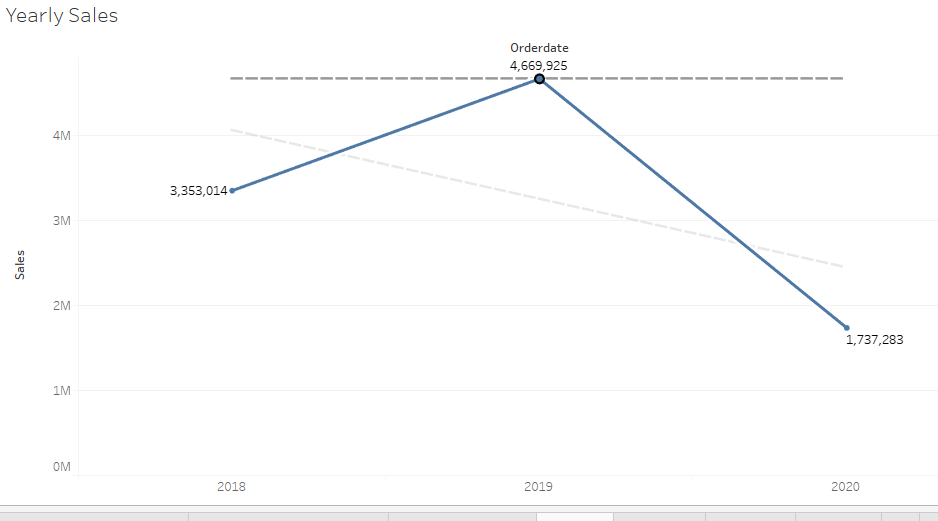 Yearly Sales
Orderdate
4,669,925
4M
3,353,014
3M
Sales
2M
1,737,283
1M
0M
2018 2019 2020